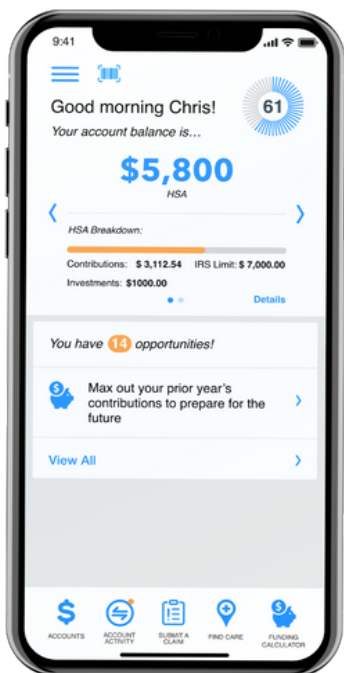 9:41
Good morning Chris!
61
Your account balance is...
$5,800
HSA
HSA Breakdown:
Contributions: $ 3,112.54 IRS Limit: $ 7,000.00
Investments: $1000.00
Details
You have 14 opportunities!
Max out your prior year's
contributions to prepare for the
future
View All
ACCOUNTS
ACCOUNT
ACTIVITY
SUBMIT A
CLAIM
FIND CARE
FUNDING
CALCULATOR